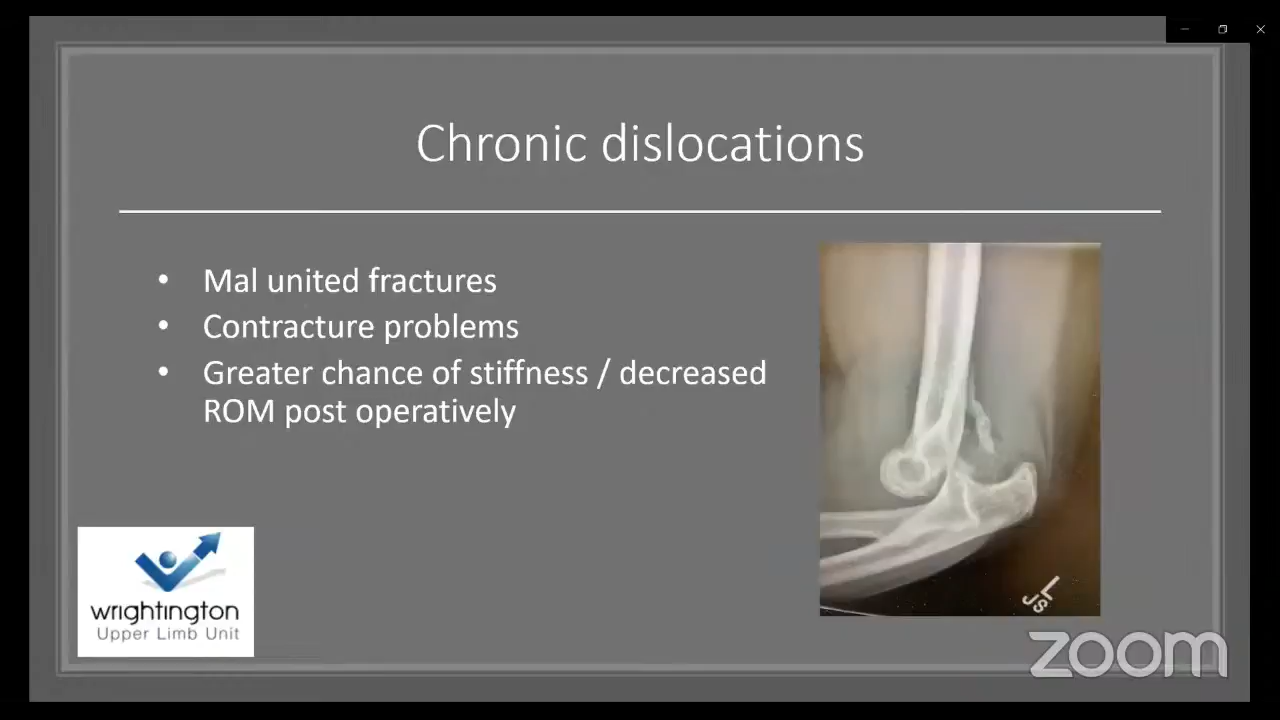 Chronic dislocations
• Mal united fractures
• Contracture problems
• Greater chance of stiffness / decreased
ROM post operatively
wrightington
Upper Limb Unit
L
JS
zoom